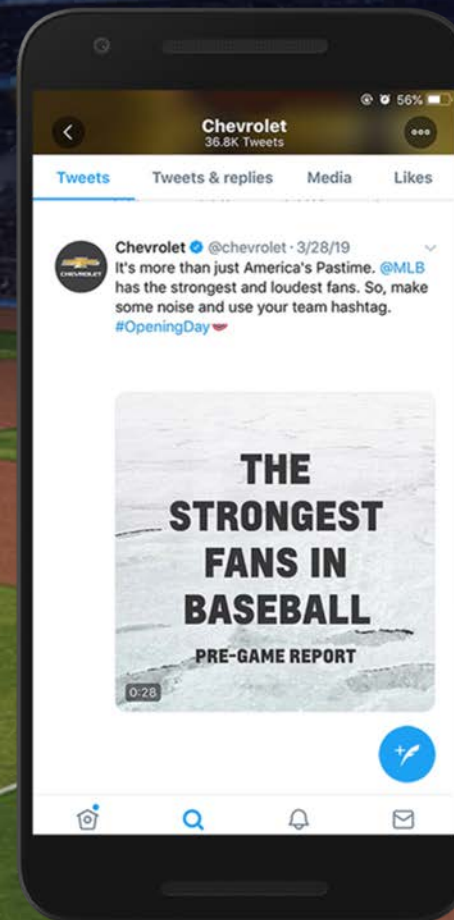 56%
Chevrolet
36.8K Tweets
Tweets Tweets & replies Media Likes
CHEVROLET
Chevrolet @chevrolet · 3/28/19
It's more than just America's Pastime. @MLB
has the strongest and loudest fans. So, make
some noise and use your team hashtag.
#OpeningDay
THE
STRONGEST
FANS IN
BASEBALL
PRE-GAME REPORT
0:28